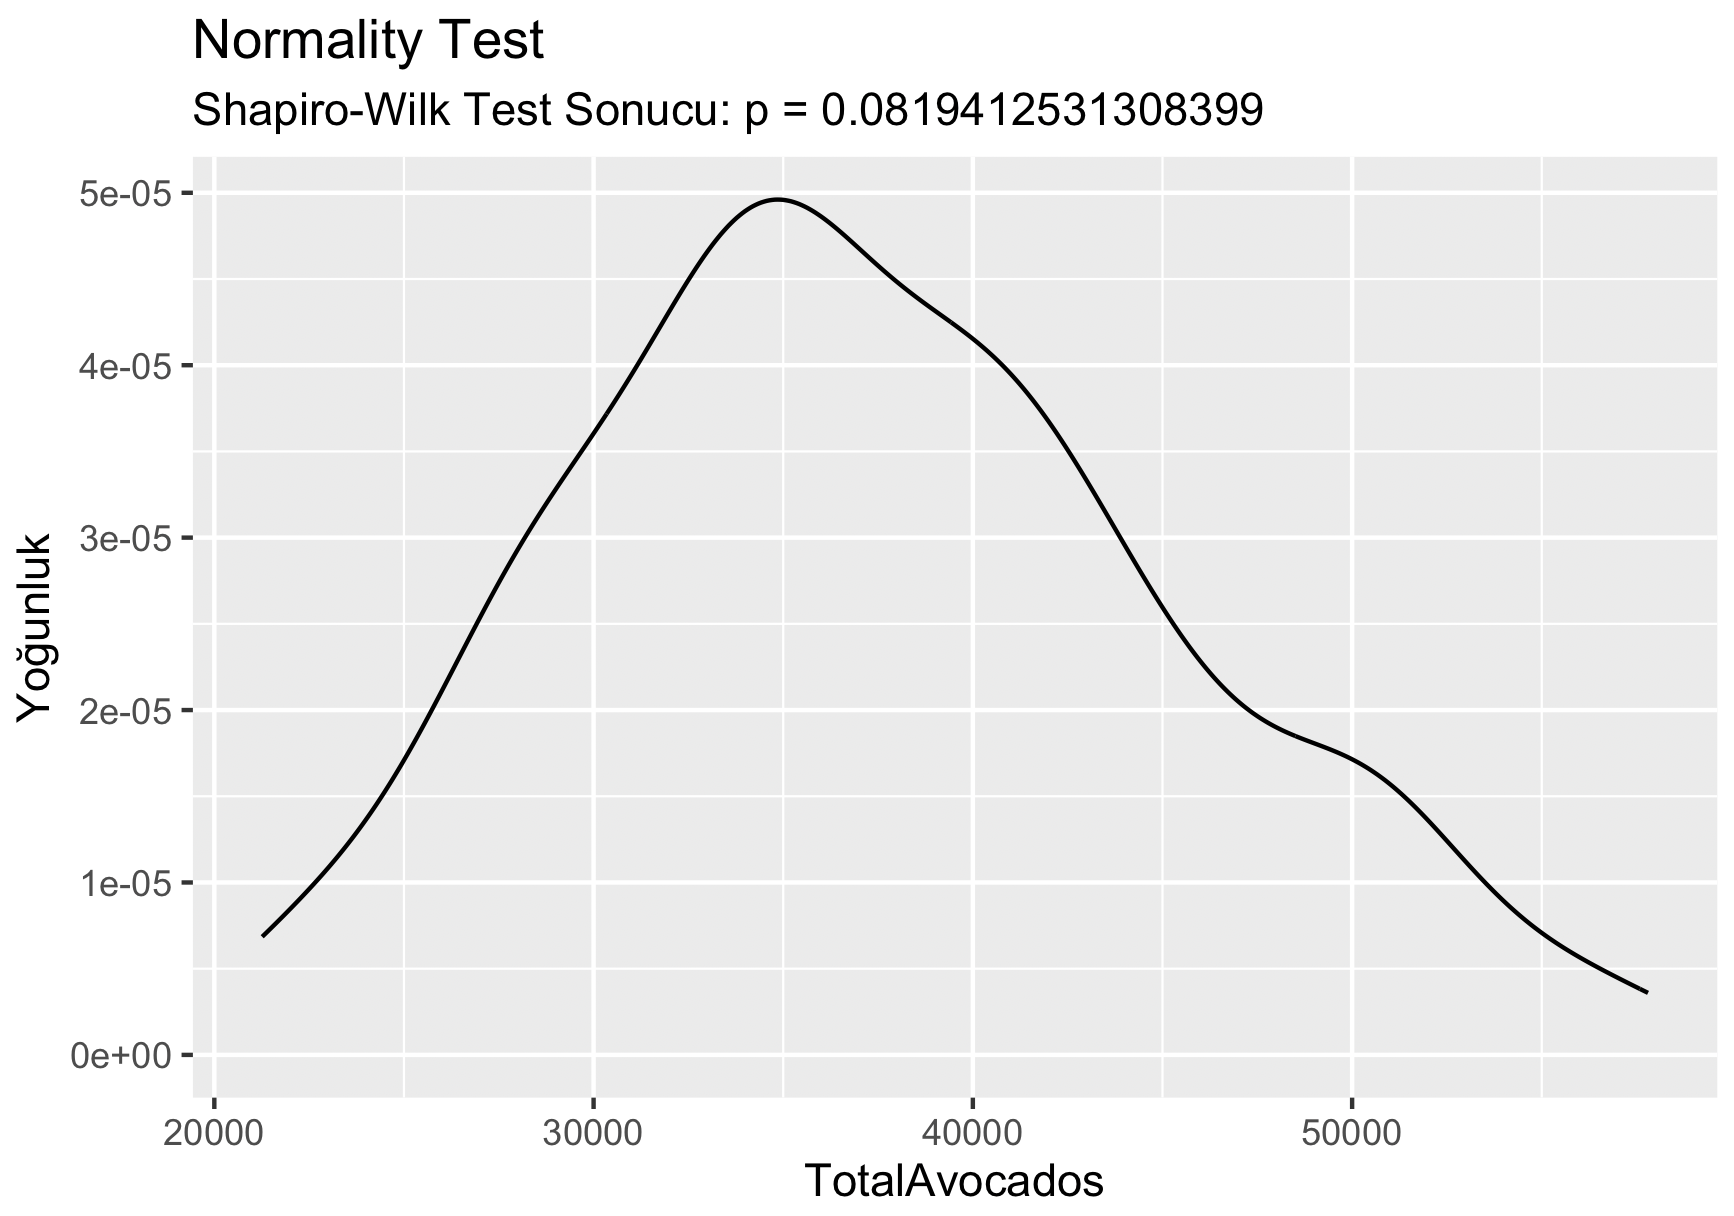 Normality Test
Shapiro-Wilk Test Sonucu: p = 0.0819412531308399
5e-05
4e-05
3e-05
2e-05
1e-05
0e+00
Yoğunluk
20000
30000
40000
50000
TotalAvocados